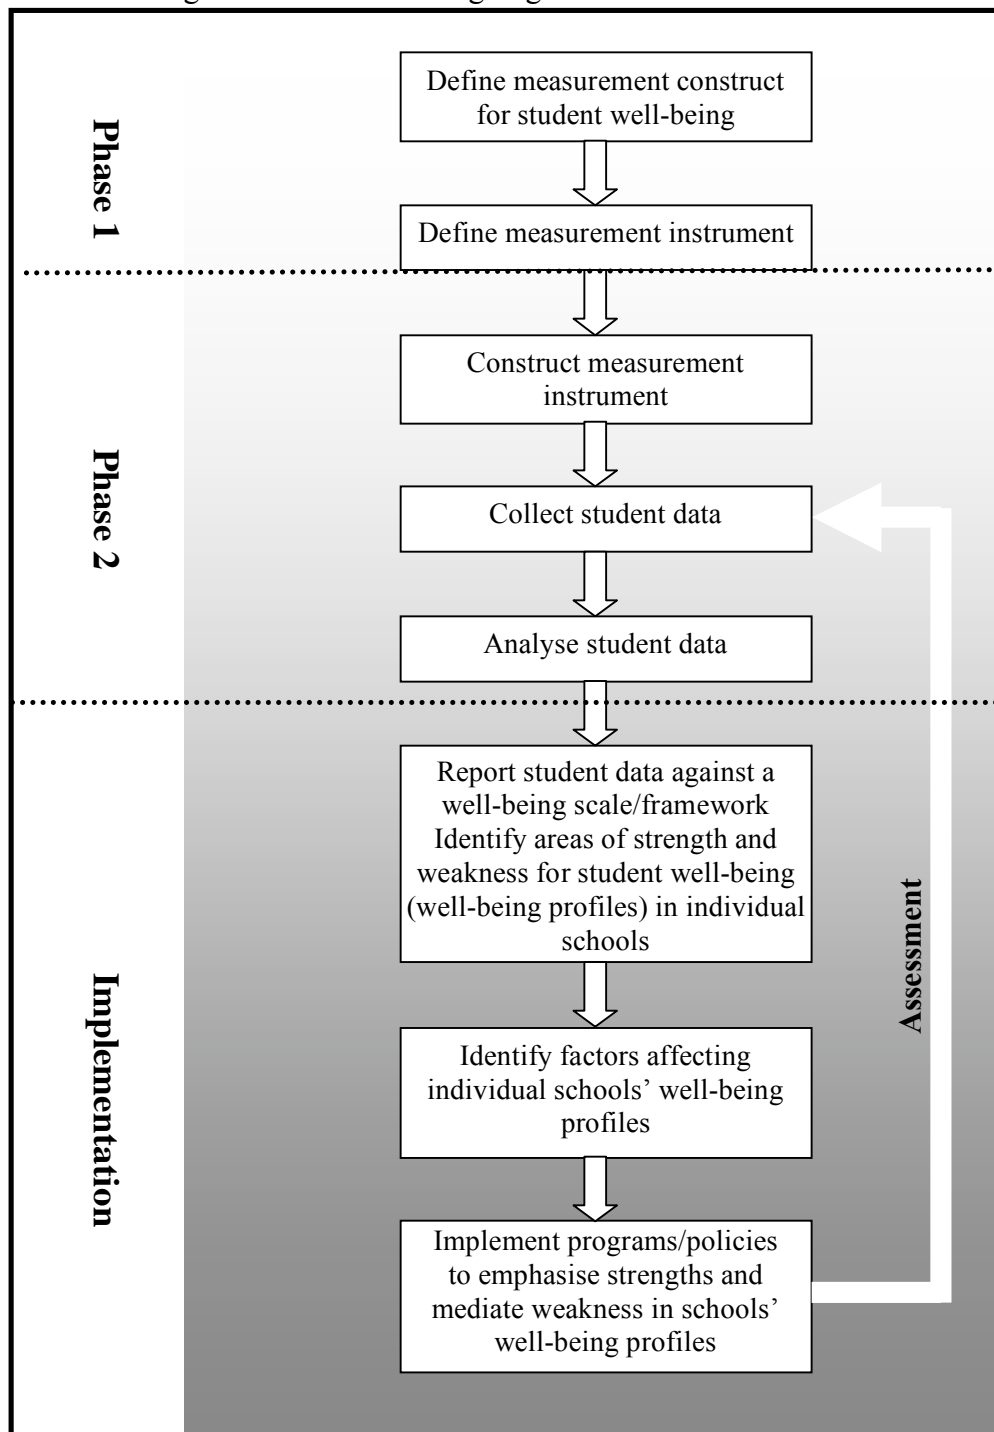 Phase 1
Define measurement construct
for student well-being
Define measurement instrument
Phase 2
Construct measurement
instrument
Collect student data
Analyse student data
Implementation
Report student data against a
well-being scale/framework
Identify areas of strength and
weakness for student well-being
(well-being profiles) in individual
schools
Identify factors affecting
individual schools’ well-being
profiles
Implement programs/policies
to emphasise strengths and
mediate weakness in schools’
well-being profiles
Assessment